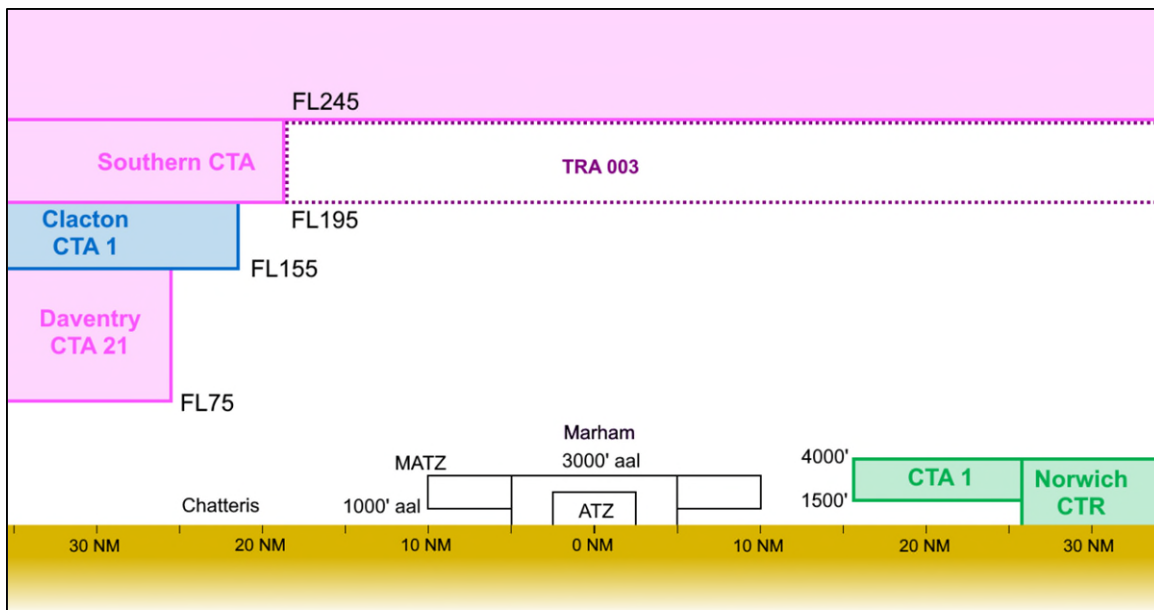 FL245
Southern CTA
TRA 003
FL195
Clacton
CTA 1
FL155
Daventry
CTA 21
FL75
Marham
MATZ
3000' aal
4000'
CTA 1
Norwich
CTR
Chatteris
1000' aal
ATZ
1500'
30 NM
20 NM
10 NM
0 NM
10 NM
20 NM
30 NM